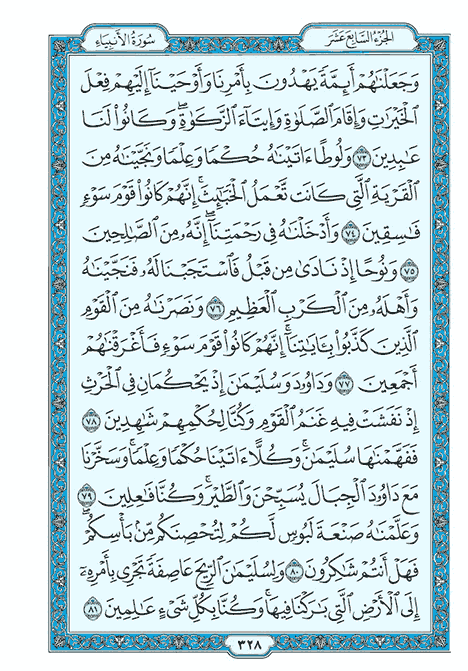 الجزء السابع عشر
سورة الأنبياء
وَجَعَلْنَٰهُمْ أَئِمَّةً يَهْدُونَ بِأَمْرِنَا وَأَوْحَيْنَآ إِلَيْهِمْ فِعْلَ
ٱلْخَيْرَٰتِ وَإِقَامَ ٱلصَّلَوٰةِ وَإِيتَآءَ ٱلزَّكَوٰةِ ۖ وَكَانُوا۟ لَنَا
عَٰبِدِينَ ٧٣ وَلُوطًا ءَاتَيْنَٰهُ حُكْمًا وَعِلْمًا وَنَجَّيْنَٰهُ مِنَ
ٱلْقَرْيَةِ ٱلَّتِى كَانَت تَّعْمَلُ ٱلْخَبَٰٓئِثَ ۗ إِنَّهُمْ كَانُوا۟ قَوْمَ سَوْءٍ
فَٰسِقِينَ ٧٤ وَأَدْخَلْنَٰهُ فِى رَحْمَتِنَآ ۖ إِنَّهُۥ مِنَ ٱلصَّٰلِحِينَ
٧٥ وَنُوحًا إِذْ نَادَىٰ مِن قَبْلُ فَٱسْتَجَبْنَا لَهُۥ فَنَجَّيْنَٰهُ
وَأَهْلَهُۥ مِنَ ٱلْكَرْبِ ٱلْعَظِيمِ ٧٦ وَنَصَرْنَٰهُ مِنَ ٱلْقَوْمِ
ٱلَّذِينَ كَذَّبُوا۟ بِـَٔايَٰتِنَآ ۚ إِنَّهُمْ كَانُوا۟ قَوْمَ سَوْءٍ فَأَغْرَقْنَٰهُمْ
أَجْمَعِينَ ٧٧ وَدَاوُۥدَ وَسُلَيْمَٰنَ إِذْ يَحْكُمَانِ فِى ٱلْحَرْثِ
إِذْ نَفَشَتْ فِيهِ غَنَمُ ٱلْقَوْمِ وَكُنَّا لِحُكْمِهِمْ شَٰهِدِينَ ٧٨
فَفَهَّمْنَٰهَا سُلَيْمَٰنَ ۚ وَكُلًّا ءَاتَيْنَا حُكْمًا وَعِلْمًا ۚ وَسَخَّرْنَا
مَعَ دَاوُۥدَ ٱلْجِبَالَ يُسَبِّحْنَ وَٱلطَّيْرَ ۚ وَكُنَّا فَٰعِلِينَ ٧٩
وَعَلَّمْنَٰهُ صَنْعَةَ لَبُوسٍ لَّكُمْ لِتُحْصِنَكُم مِّنۢ بَأْسِكُمْ ۖ
فَهَلْ أَنتُمْ شَٰكِرُونَ ٨٠ وَلِسُلَيْمَٰنَ ٱلرِّيحَ عَاصِفَةً تَجْرِى بِأَمْرِهِۦٓ
إِلَى ٱلْأَرْضِ ٱلَّتِى بَٰرَكْنَا فِيهَا ۚ وَكُنَّا بِكُلِّ شَىْءٍ عَٰلِمِينَ ٨١
٣٢٨